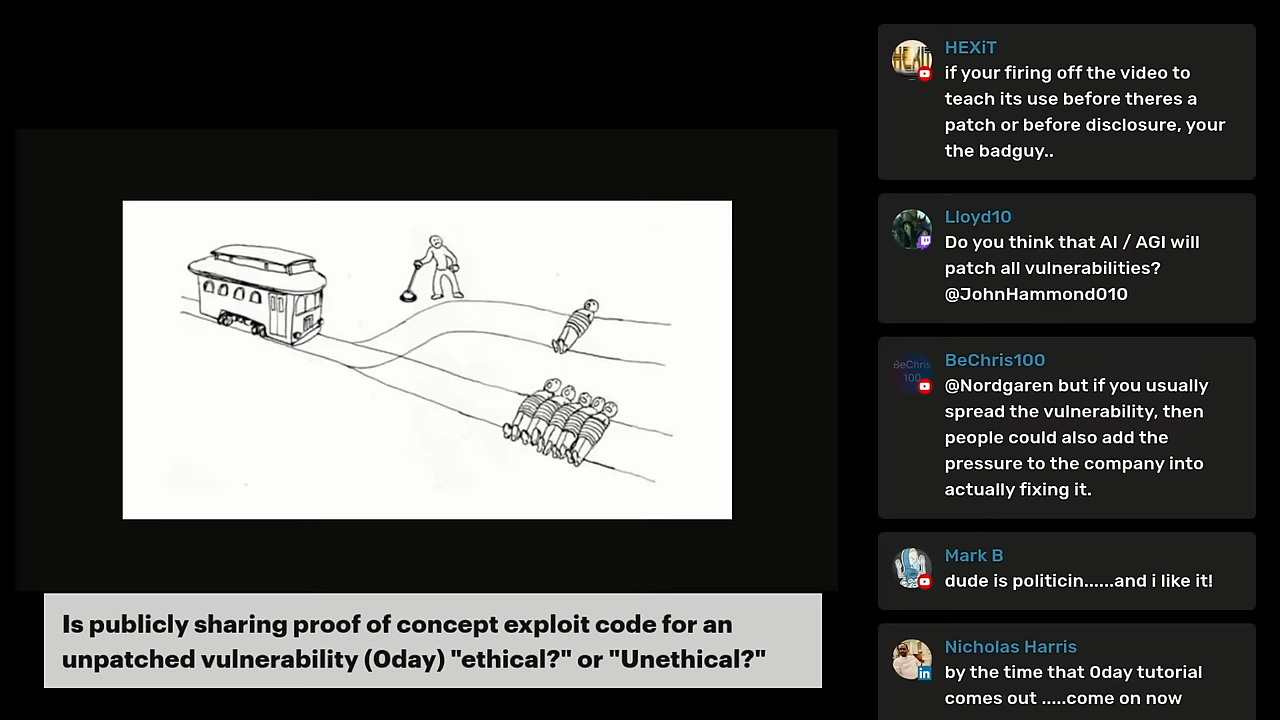 Is publicly sharing proof of concept exploit code for an
unpatched vulnerability (0day) "ethical?" or "Unethical?"
HEXiT
if your firing off the video to
teach its use before theres a
patch or before disclosure, your
the badguy..
Lloyd10
Do you think that AI / AGI will
patch all vulnerabilities?
@JohnHammond010
BeChris
100
BeChris100
@Nordgaren but if you usually
spread the vulnerability, then
people could also add the
pressure to the company into
actually fixing it.
Mark B
dude is politicin......and i like it!
Nicholas Harris
by the time that 0day tutorial
comes out .....come on now